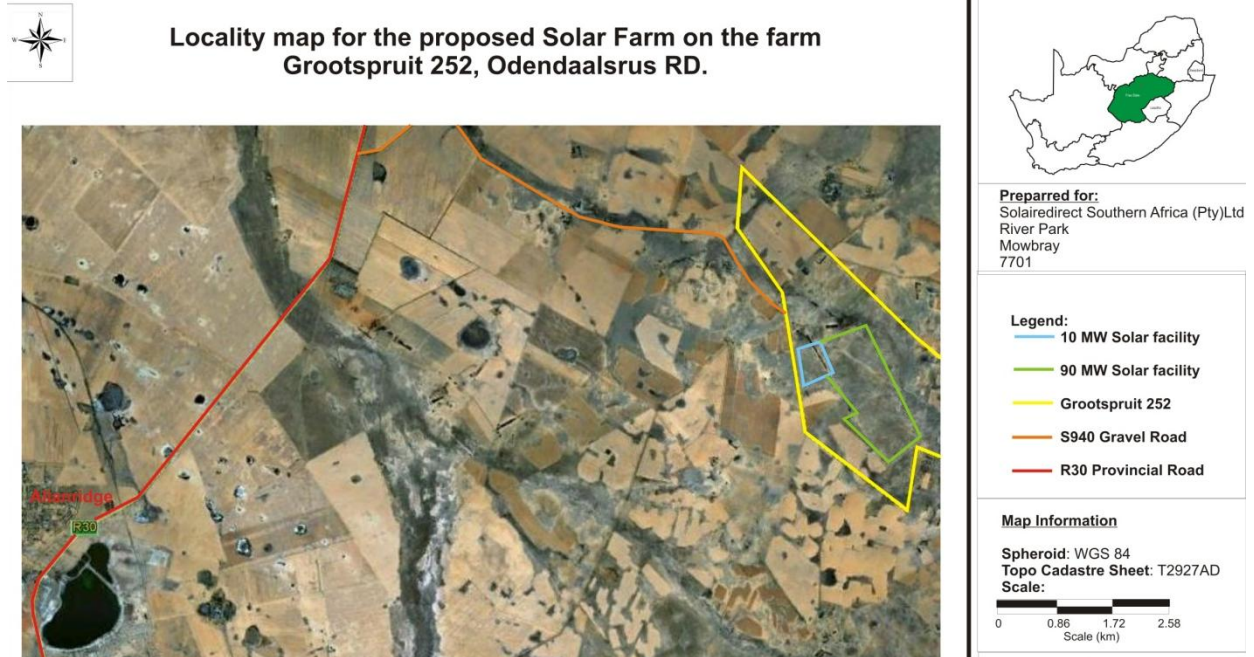 N
W
E
S
Locality map for the proposed Solar Farm on the farm
Grootspruit 252, Odendaalsrus RD.
Allanridge
R30
Free State
Lesotho
Preparred for:
Solairedirect Southern Africa (Pty)Ltd
River Park
Mowbray
7701
Legend:
10 MW Solar facility
90 MW Solar facility
Grootspruit 252
S940 Gravel Road
R30 Provincial Road
Map Information
Spheroid: WGS 84
Topo Cadastre Sheet: T2927AD
Scale:
0 0.86 1.72 2.58
Scale (km)